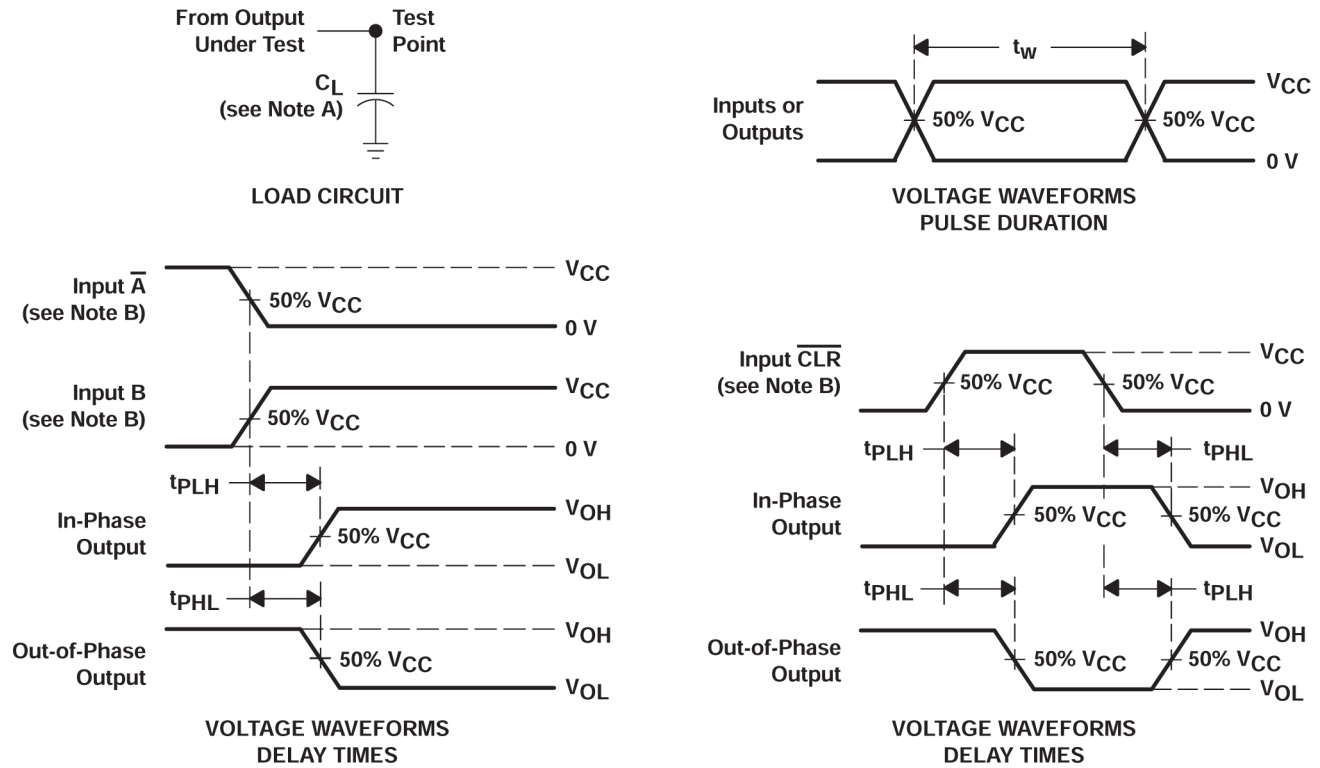 From Output
Under Test
Test
Point
CL
(see Note A)
LOAD CIRCUIT
tw
Inputs or
Outputs
50% VCC
50% VCC
VCC
0 V
VOLTAGE WAVEFORMS
PULSE DURATION
Input A̅
(see Note B)
50% VCC
VCC
0 V
Input B
(see Note B)
50% VCC
VCC
0 V
tPLH
In-Phase
Output
50% VCC
VOH
VOL
tPHL
Out-of-Phase
Output
50% VCC
VOH
VOL
VOLTAGE WAVEFORMS
DELAY TIMES
Input C̅L̅R̅
(see Note B)
50% VCC
50% VCC
VCC
0 V
tPLH
tPHL
In-Phase
Output
50% VCC
50% VCC
VOH
VOL
tPHL
tPLH
Out-of-Phase
Output
50% VCC
50% VCC
VOH
VOL
VOLTAGE WAVEFORMS
DELAY TIMES